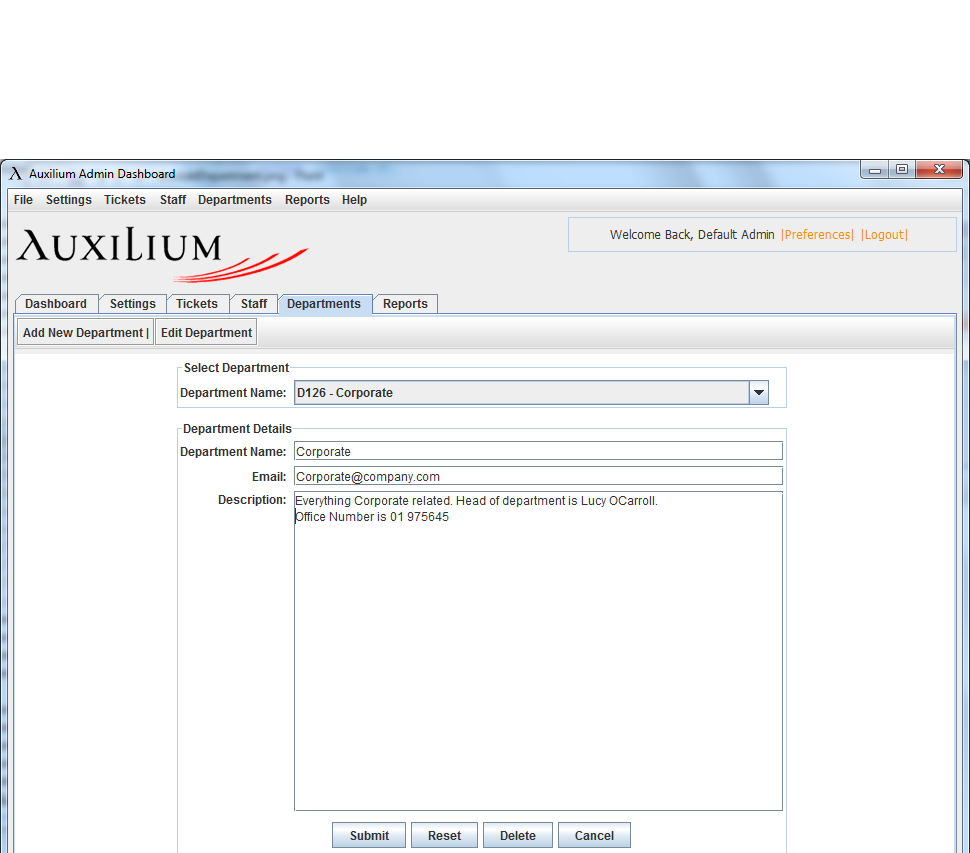 Auxilium Admin Dashboard
File Settings Tickets Staff Departments Reports Help
AUXILIUM
Welcome Back, Default Admin |Preferences| |Logout|
Dashboard Settings Tickets Staff Departments Reports
Add New Department | Edit Department
Select Department
Department Name: D126 - Corporate
Department Details
Department Name: Corporate
Email: Corporate@company.com
Description: Everything Corporate related. Head of department is Lucy OCarroll.
Office Number is 01 975645
Submit Reset Delete Cancel